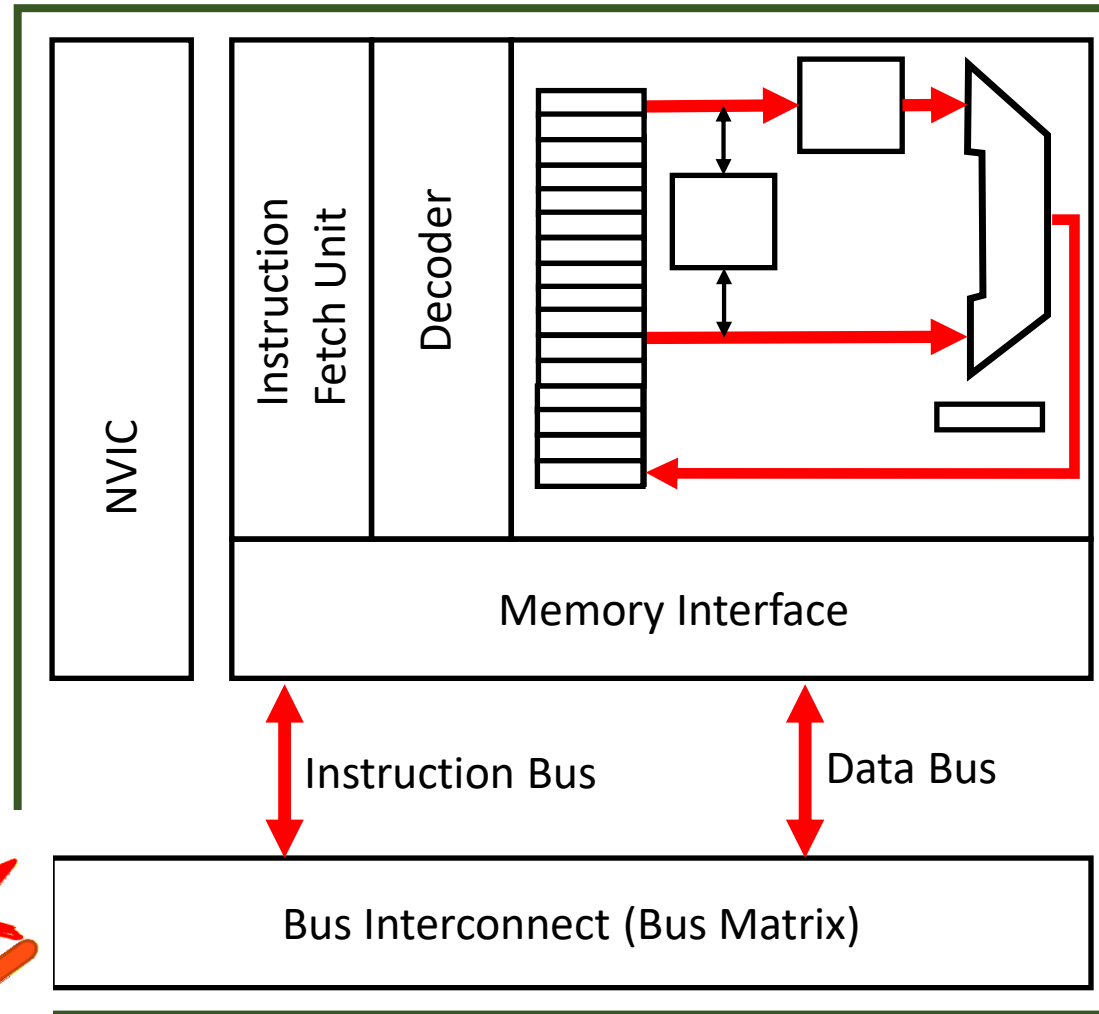 NVIC
Instruction
Fetch Unit
Decoder
Memory Interface
Instruction Bus
Data Bus
Bus Interconnect (Bus Matrix)